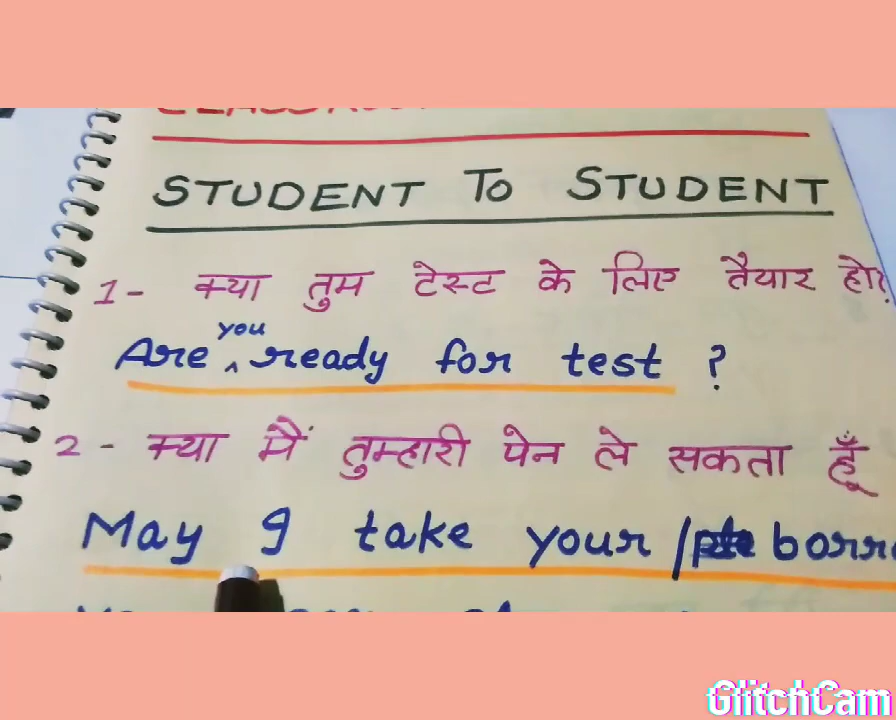 STUDENT TO STUDENT
1- क्या तुम टेस्ट के लिए तैयार हो?
Are you ready for test ?
2 - क्या मैं तुम्हारी पेन ले सकता हूँ
May I take your /
GlitchCam